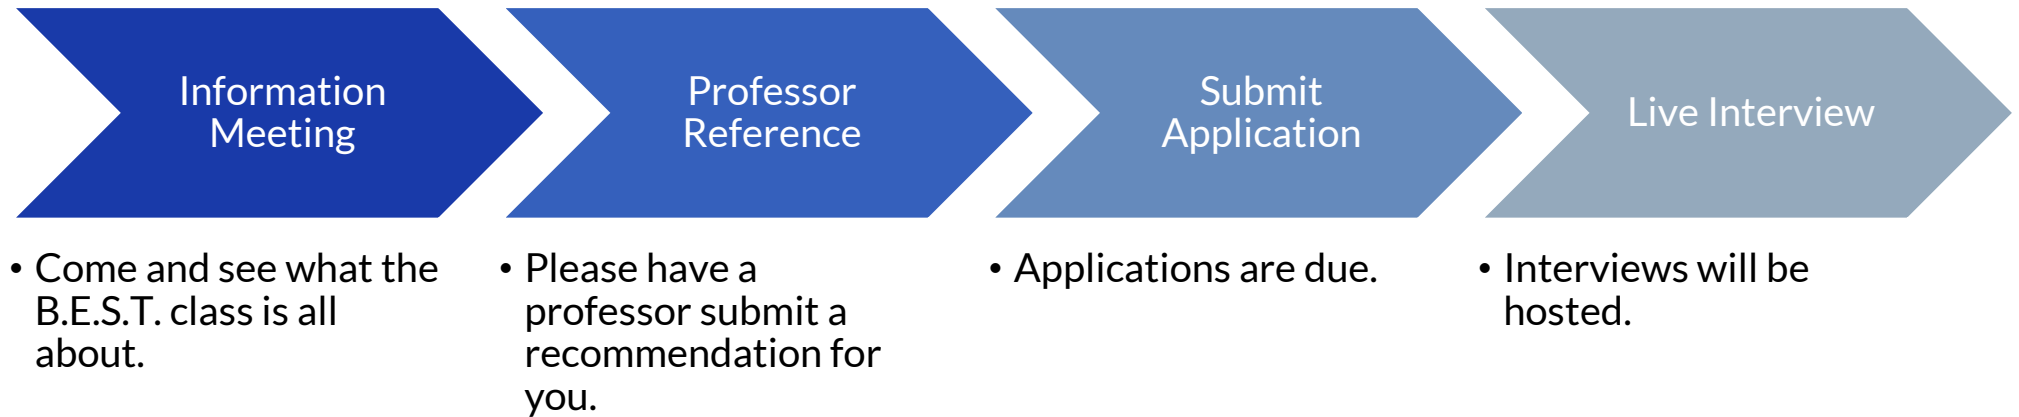 Information
Meeting
• Come and see what the
B.E.S.T. class is all
about.
Professor
Reference
• Please have a
professor submit a
recommendation for
you.
Submit
Application
• Applications are due.
Live Interview
• Interviews will be
hosted.